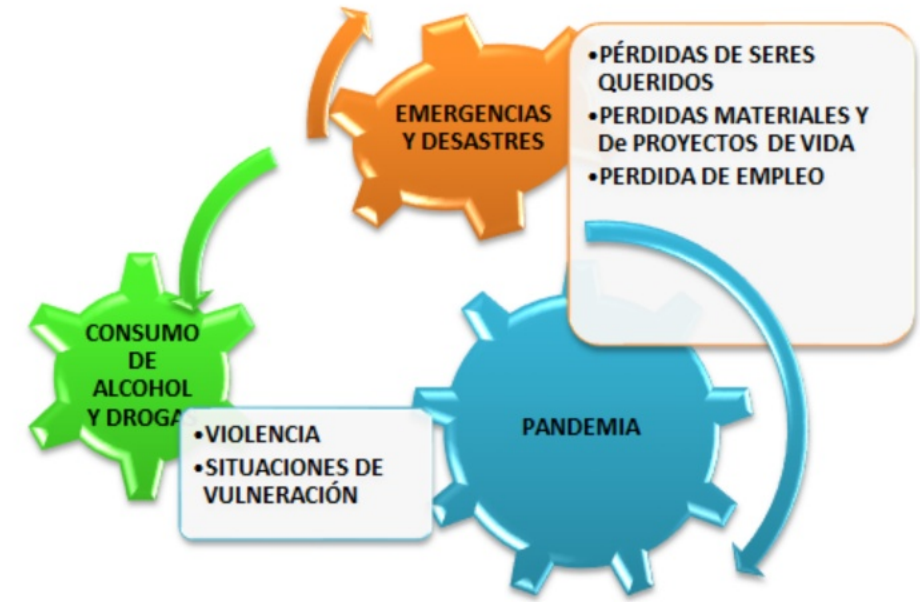 EMERGENCIAS
Y DESASTRES
•PÉRDIDAS DE SERES
QUERIDOS
•PERDIDAS MATERIALES Y
De PROYECTOS DE VIDA
•PERDIDA DE EMPLEO
CONSUMO
DE
ALCOHOL
Y DROGAS
•VIOLENCIA
•SITUACIONES DE
VULNERACIÓN
PANDEMIA